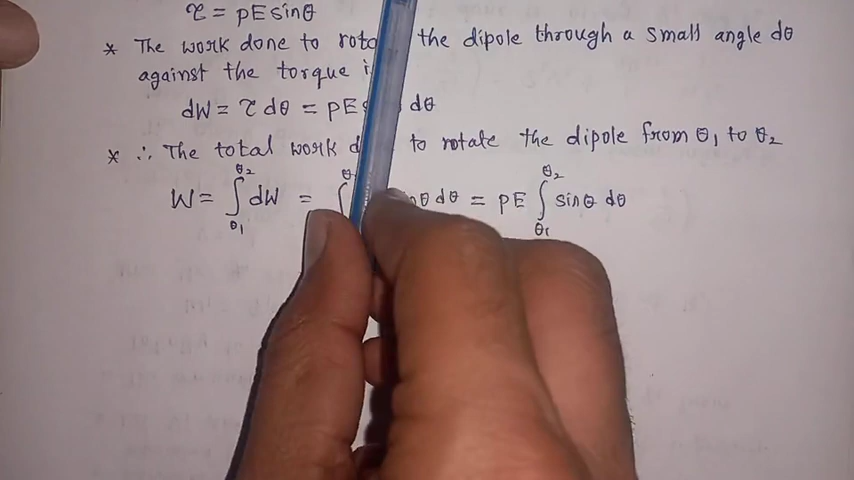 τ = pE sinθ
* The work done to rota the dipole through a small angle dθ
against the torque i
dW = τ dθ = pEs dθ
* ∴ The total work d to rotate the dipole from θ₁ to θ₂
W = ∫θ₁^θ₂ dW = ∫ nθ dθ = pE ∫θ₁^θ₂ sinθ dθ